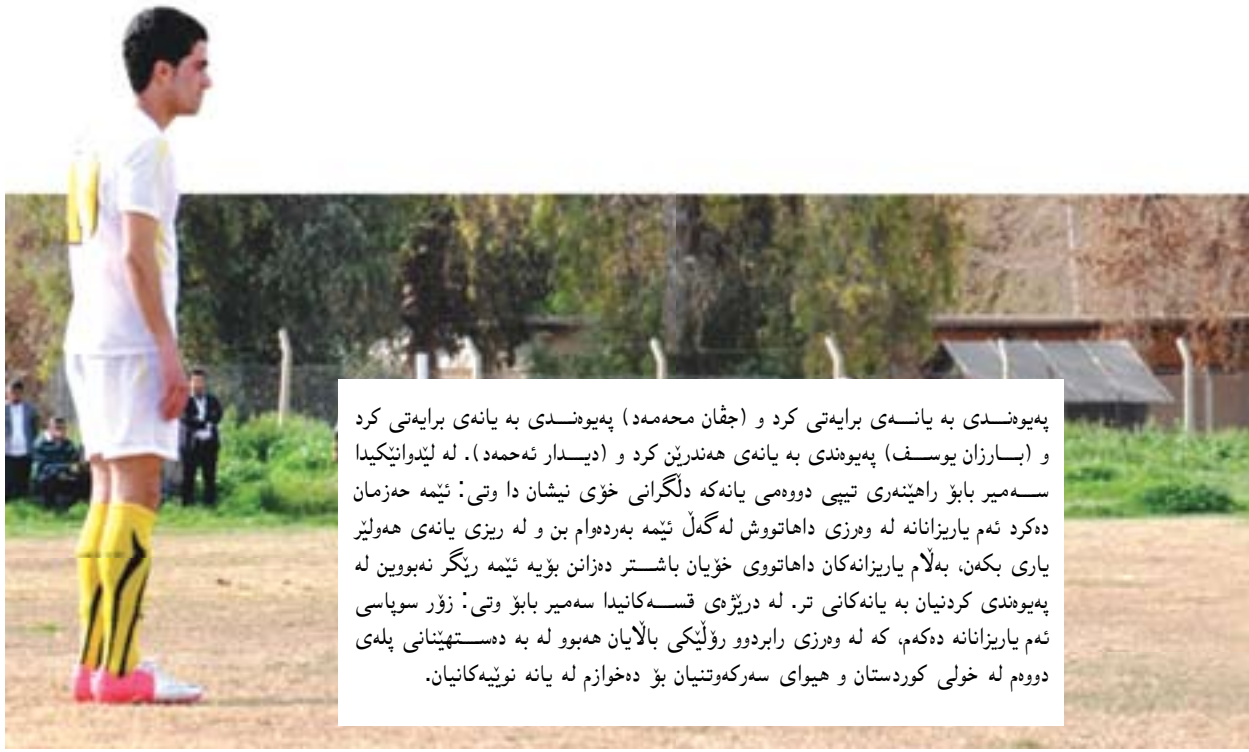 پەیوەنـــدی بە یانـــەی برایەتی کرد و (جڤان محەمەد) پەیوەنـــدی بە یانەی برایەتی کرد
و (بـــارزان یوســـف) پەیوەندی بە یانەی هەندرێن کرد و (دیـــدار ئەحمەد). لە لێدوانێکیدا
ســـەمیر بابۆ راهێنەری تیپی دووەمی یانەکە دڵگرانی خۆی نیشان دا وتی: ئێمە حەزمان
دەکرد ئەم یاریزانانە لە وەرزی داهاتووش لەگەڵ ئێمە بەردەوام بن و لە ریزی یانەی هەولێر
یاری بکەن، بەڵام یاریزانەکان داهاتووی خۆیان باشـــتر دەزانن بۆیە ئێمە رێگر نەبووین لە
پەیوەندی کردنیان بە یانەکانی تر. لە درێژەی قســـەکانیدا سەمیر بابۆ وتی: زۆر سوپاسی
ئەم یاریزانانە دەکەم، کە لە وەرزی رابردوو رۆڵێکی باڵایان هەبوو لە بە دەســـتهێنانی پلەی
دووەم لە خولی کوردستان و هیوای سەرکەوتنیان بۆ دەخوازم لە یانە نوێیەکانیان.